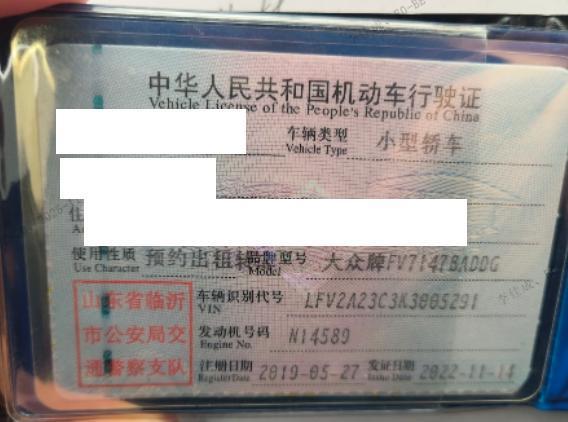 中华人民共和国机动车行驶证
Vehicle License of the People's Republic of China
车辆类型 小型轿车
Vehicle Type
使用性质 预约出租转 品牌型号 大众牌FV7147BADDG
Use Character Model
山东省临沂 车辆识别代号 LFV2A23C3K3005291
VIN
市公安局交 发动机号码 N14589
Engine No.
通警察支队 注册日期 2019-05-27 发证日期 2022-11-14
Register Date Issue Date